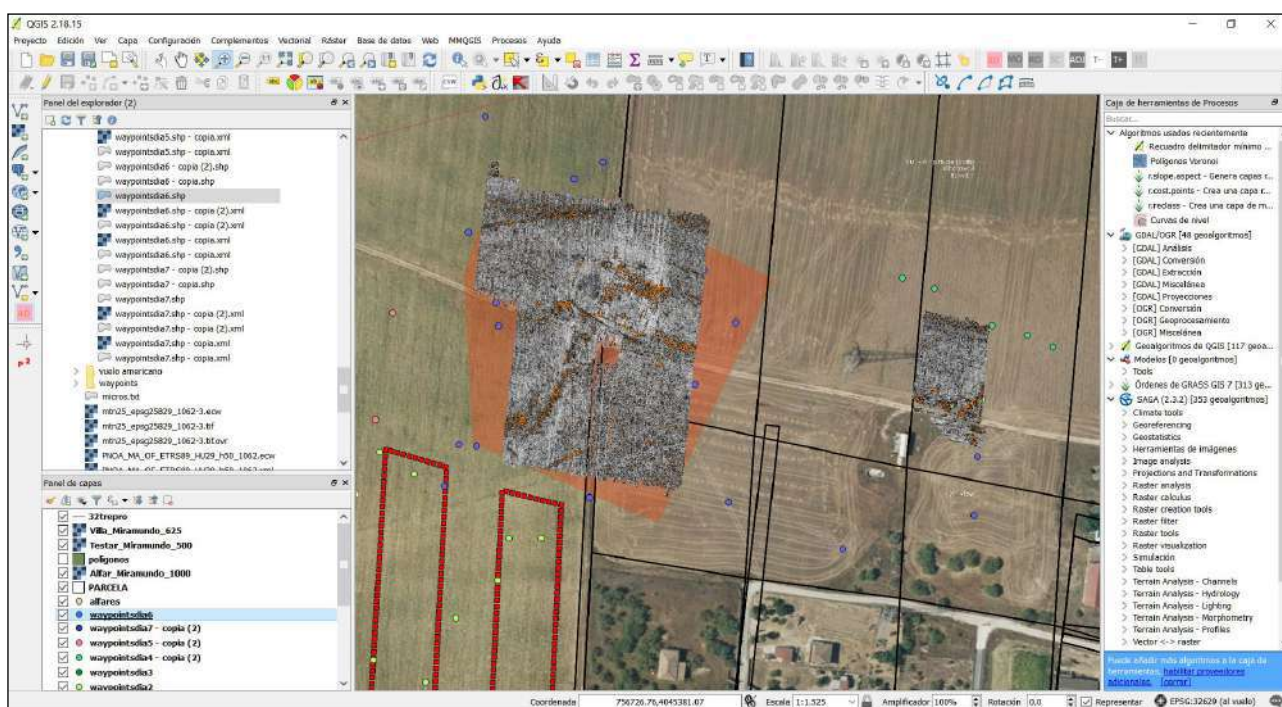 QGIS 2.18.15
Proyecto Edición Ver Capa Configuración Complementos Vectorial Ráster Base de datos Web MMQGIS Procesos Ayuda
Panel del explorador (2)
waypointsdia5.shp - copia.xml
waypointsdia5.shp - copia.xml
waypointsdia6 - copia (2).shp
waypointsdia6 - copia.shp
waypointsdia6.shp
waypointsdia6.shp - copia (2).xml
waypointsdia6.shp - copia (2).xml
waypointsdia6.shp - copia.xml
waypointsdia6.shp - copia.xml
waypointsdia7 - copia (2).shp
waypointsdia7 - copia.shp
waypointsdia7.shp
waypointsdia7.shp - copia (2).xml
waypointsdia7.shp - copia (2).xml
waypointsdia7.shp - copia.xml
waypointsdia7.shp - copia.xml
vuelo americano
waypoints
micros.txt
mtn25_epsg25829_1062-3.ecw
mtn25_epsg25829_1062-3.tif
mtn25_epsg25829_1062-3.tif.ovr
PNOA_MA_OF_ETRS89_HU29_h50_1062.ecw
Panel de capas
32trepro
Villa_Miramundo_625
Testar_Miramundo_500
poligonos
Alfar_Miramundo_1000
PARCELA
alfares
waypointsdia6
waypointsdia7 - copia (2)
waypointsdia5 - copia (2)
waypointsdia4 - copia (2)
waypointsdia3
waypointsdia2
Caja de herramientas de Procesos
Buscar...
Algoritmos usados recientemente
Recuadro delimitador mínimo ...
Polígonos Voronoi
r.slope.aspect - Genera capas r...
r.cost.points - Crea una capa r...
r.reclass - Crea una capa de m...
Curvas de nivel
GDAL/OGR [48 geoalgoritmos]
[GDAL] Análisis
[GDAL] Conversión
[GDAL] Extracción
[GDAL] Miscelánea
[GDAL] Proyecciones
[OGR] Conversión
[OGR] Geoprocesamiento
[OGR] Miscelánea
Geoalgoritmos de QGIS [117 geoa...
Modelos [0 geoalgoritmos]
Tools
Órdenes de GRASS GIS 7 [313 ge...
SAGA (2.3.2) [353 geoalgoritmos]
Climate tools
Georeferencing
Geostatistics
Herramientas de imágenes
Image analysis
Projections and Transformations
Raster analysis
Raster calculus
Raster creation tools
Raster filter
Raster tools
Raster visualization
Simulación
Table tools
Terrain Analysis - Channels
Terrain Analysis - Hydrology
Terrain Analysis - Lighting
Terrain Analysis - Morphometry
Terrain Analysis - Profiles
Vector <-> raster
Puede añadir más algoritmos a la caja de
herramientas, habilitar proveedores
adicionales. [cerrar]
Coordenada 756726.76,4045381.07 Escala 1:1.525 Amplificador 100% Rotación 0,0 Representar EPSG:32629 (al vuelo)